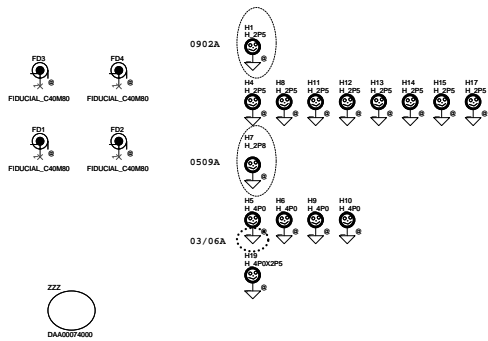 0902A
H1
H_2P5
@
FD3
FD4
@
@
FIDUCIAL_C40M80
FIDUCIAL_C40M80
H4 H8 H11 H12 H13 H14 H15 H17
H_2P5 H_2P5 H_2P5 H_2P5 H_2P5 H_2P5 H_2P5 H_2P5
@ @ @ @ @ @ @ @
FD1
FD2
@
@
FIDUCIAL_C40M80
FIDUCIAL_C40M80
0509A
H7
H_2P8
@
H5 H6 H9 H10
H_4P0 H_4P0 H_4P0 H_4P0
@ @ @ @
03/06A
H19
H_4P0X2P5
@
ZZZ
DAA00074000